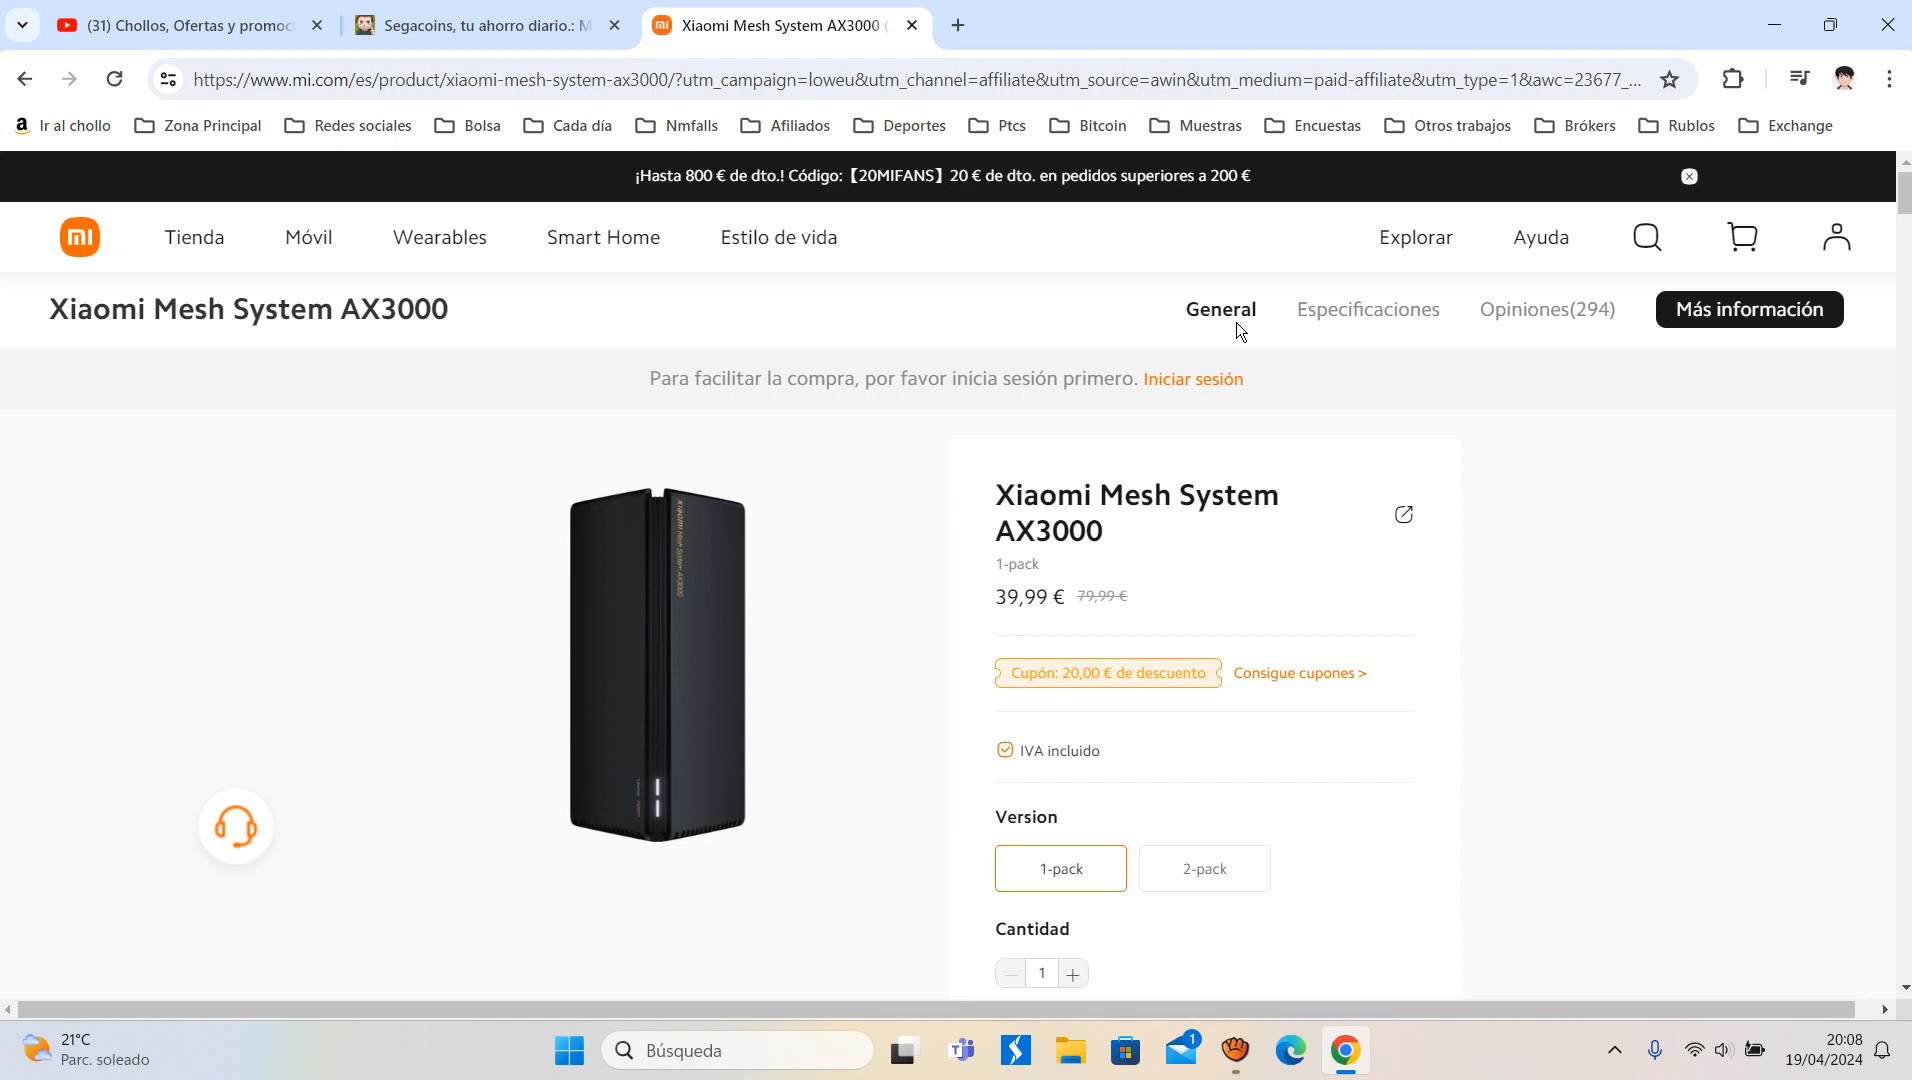 (31) Chollos, Ofertas y promoci
Segacoins, tu ahorro diario.: M
Xiaomi Mesh System AX3000 (
https://www.mi.com/es/product/xiaomi-mesh-system-ax3000/?utm_campaign=loweu&utm_channel=affiliate&utm_source=awin&utm_medium=paid-affiliate&utm_type=1&awc=23677_...
Ir al chollo
Zona Principal
Redes sociales
Bolsa
Cada día
Nmfalls
Afiliados
Deportes
Ptcs
Bitcoin
Muestras
Encuestas
Otros trabajos
Brókers
Rublos
Exchange
¡Hasta 800 € de dto.! Código:【20MIFANS】20 € de dto. en pedidos superiores a 200 €
Tienda
Móvil
Wearables
Smart Home
Estilo de vida
Explorar
Ayuda
Xiaomi Mesh System AX3000
General
Especificaciones
Opiniones(294)
Más información
Para facilitar la compra, por favor inicia sesión primero. Iniciar sesión
Xiaomi Mesh System AX3000
Xiaomi Mesh System
AX3000
1-pack
39,99 € 79,99 €
Cupón: 20,00 € de descuento
Consigue cupones >
IVA incluido
Version
1-pack
2-pack
Cantidad
1
21°C
Parc. soleado
Búsqueda
1
20:08
19/04/2024